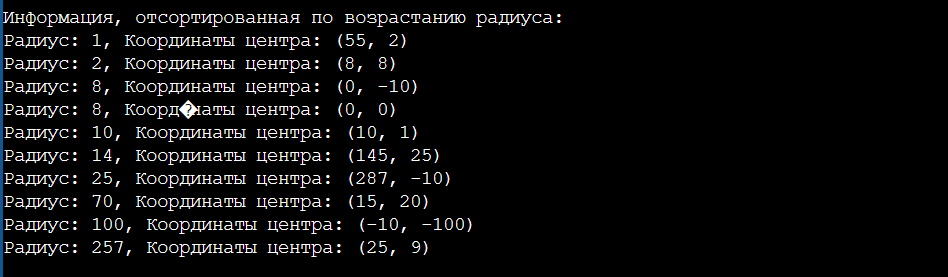 Информация, отсортированная по возрастанию радиуса:
Радиус: 1, Координаты центра: (55, 2)
Радиус: 2, Координаты центра: (8, 8)
Радиус: 8, Координаты центра: (0, -10)
Радиус: 8, Коорд�наты центра: (0, 0)
Радиус: 10, Координаты центра: (10, 1)
Радиус: 14, Координаты центра: (145, 25)
Радиус: 25, Координаты центра: (287, -10)
Радиус: 70, Координаты центра: (15, 20)
Радиус: 100, Координаты центра: (-10, -100)
Радиус: 257, Координаты центра: (25, 9)